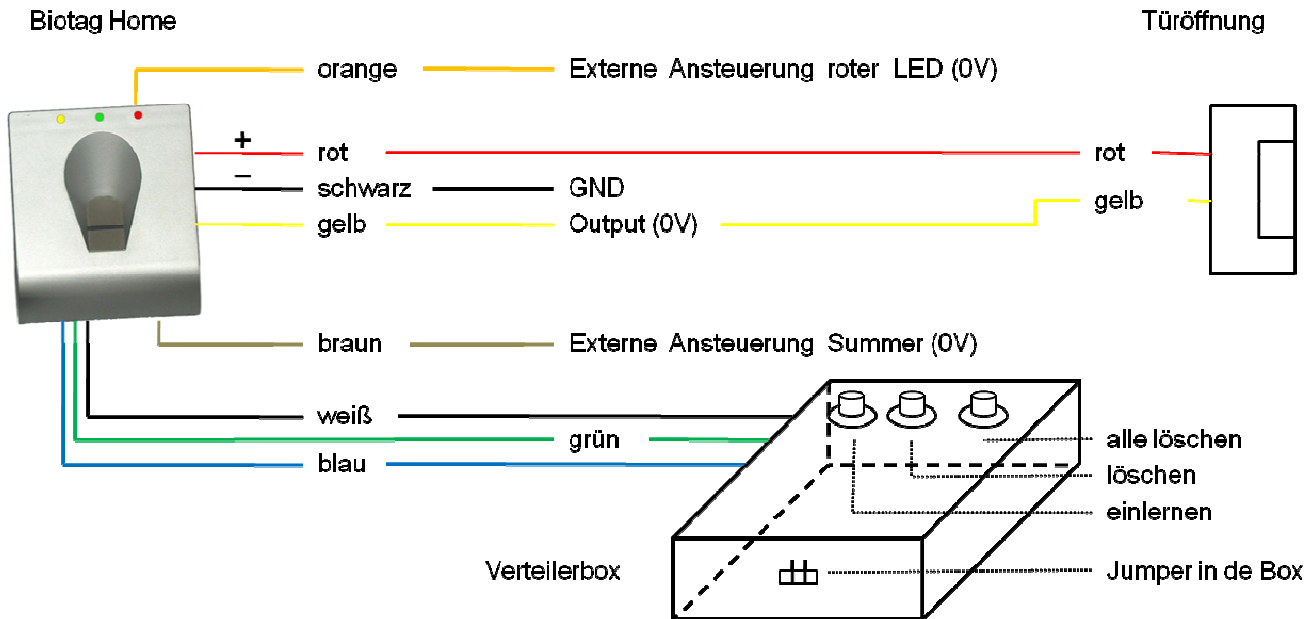 Biotag Home
Türöffnung
orange
Externe Ansteuerung roter LED (0V)
+
rot
rot
–
schwarz
GND
gelb
gelb
Output (0V)
braun
Externe Ansteuerung Summer (0V)
weiß
grün
blau
alle löschen
löschen
einlernen
Verteilerbox
Jumper in de Box